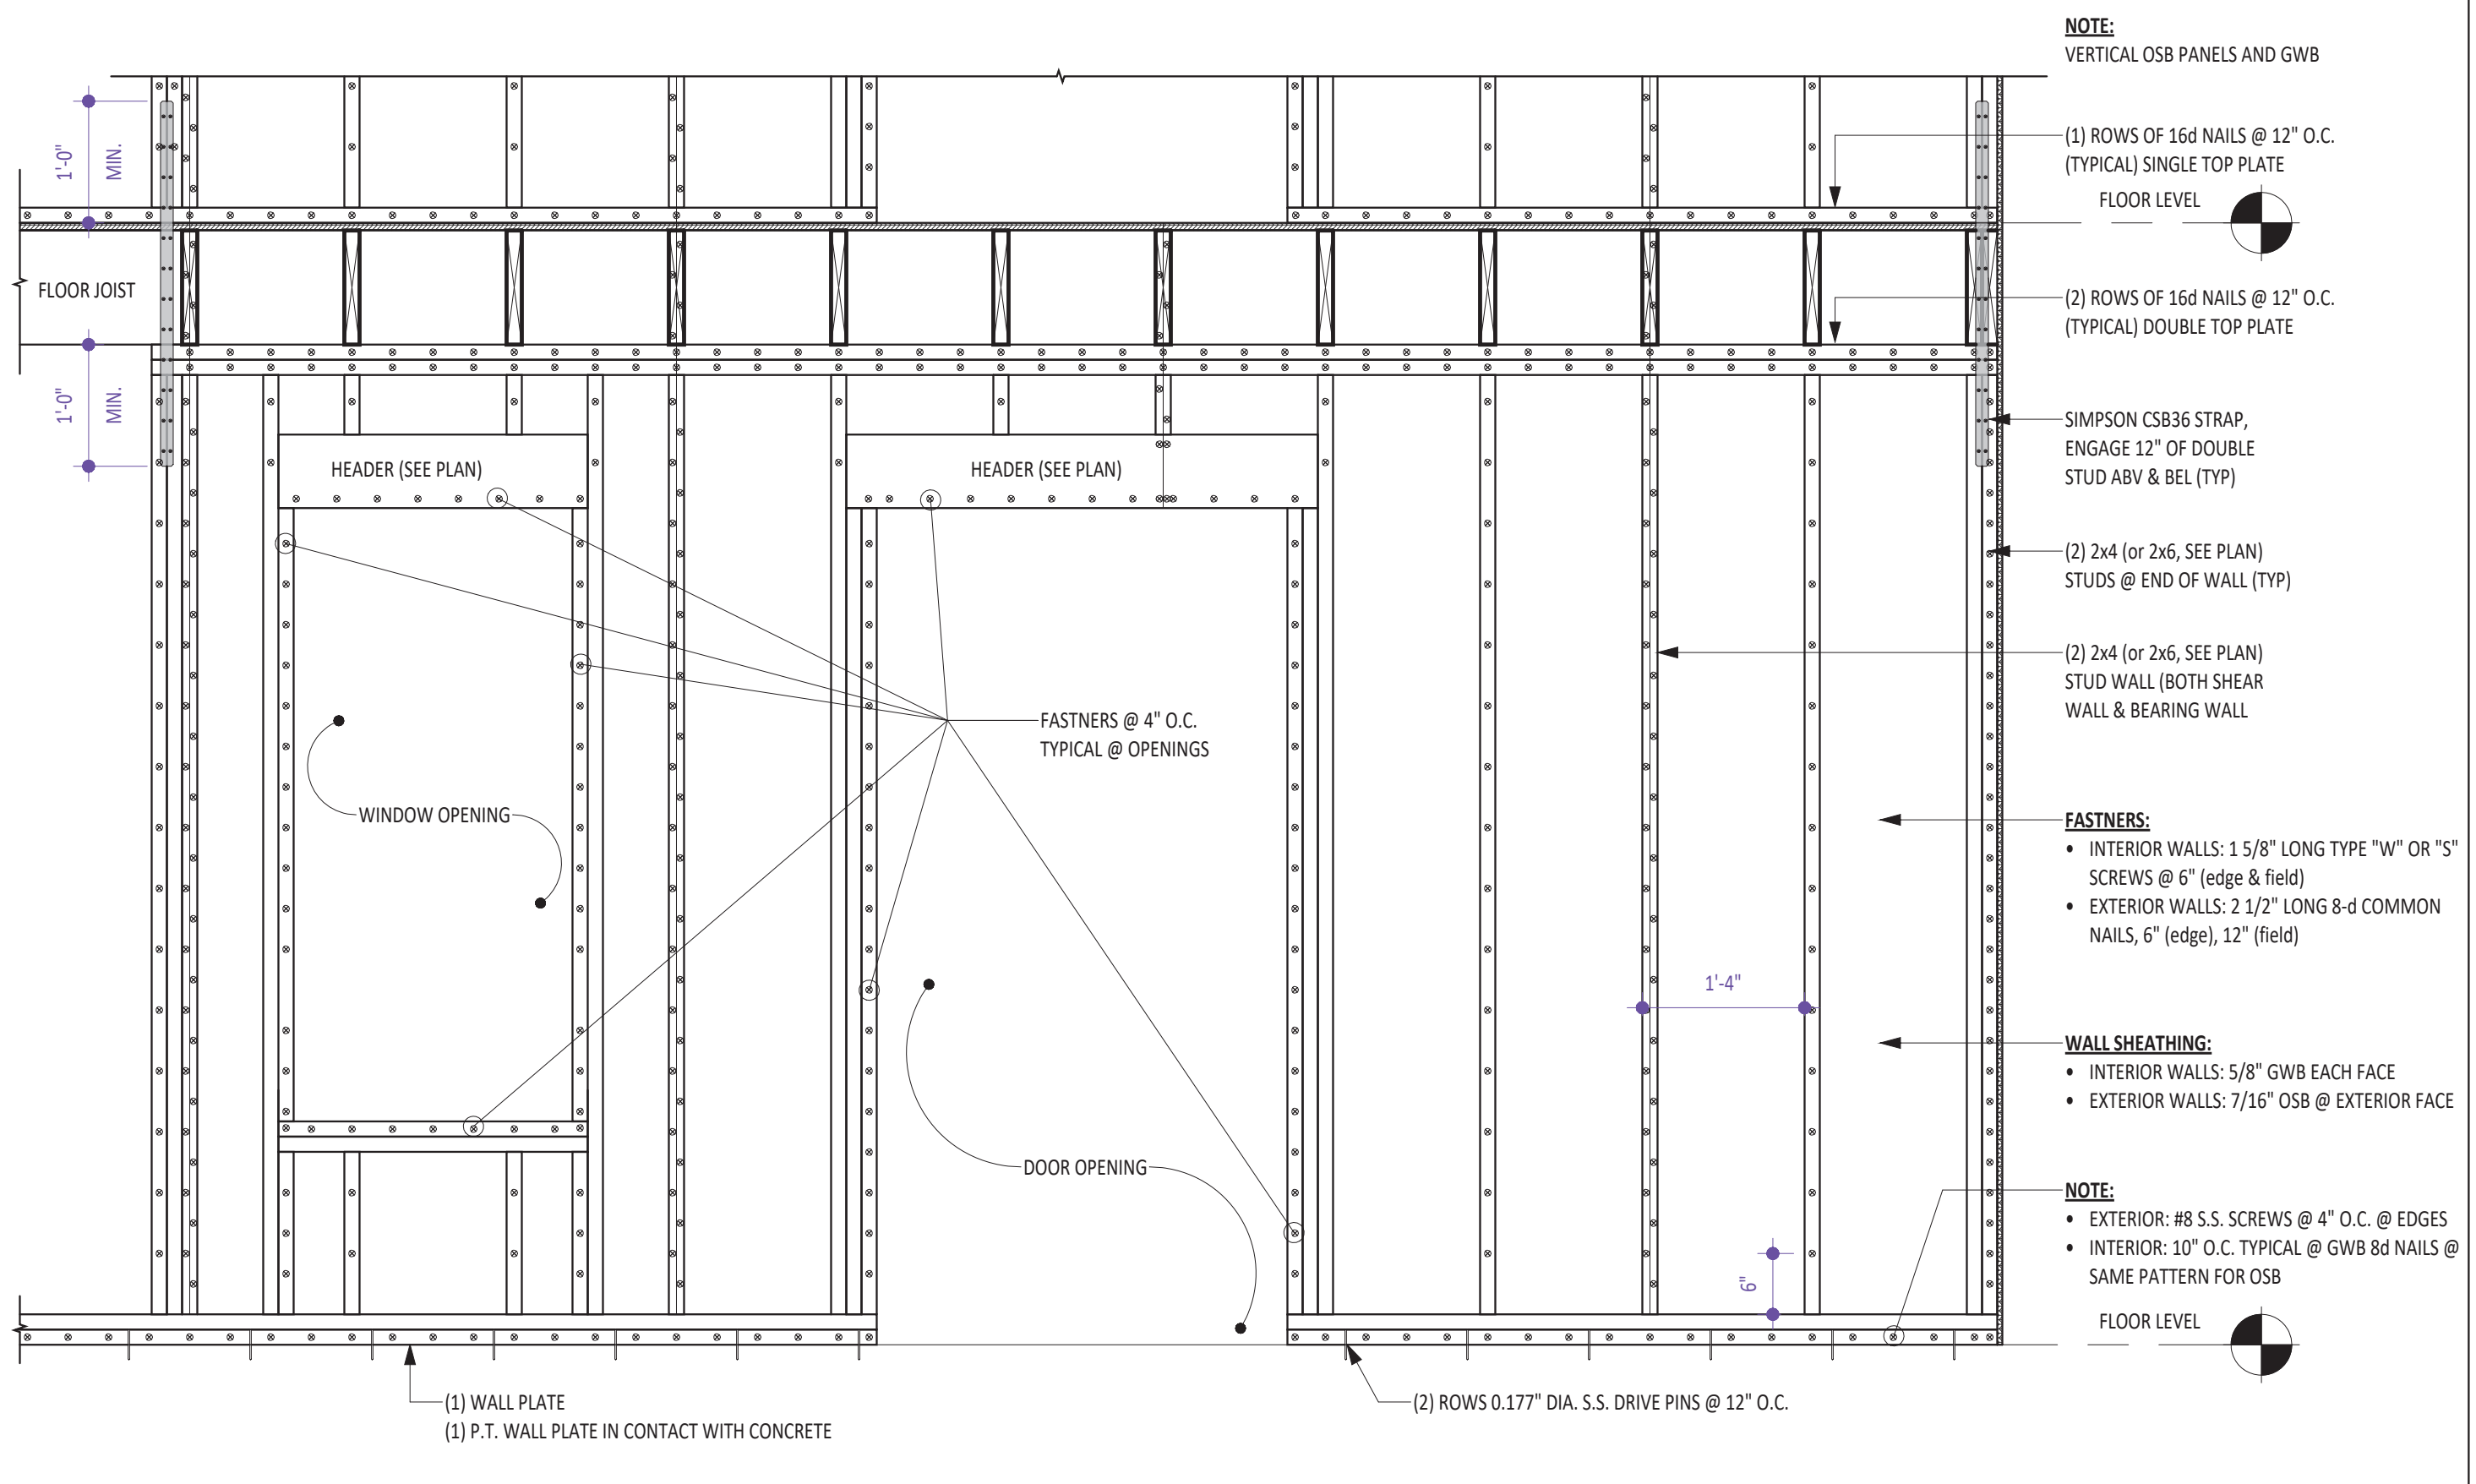 NOTE:
VERTICAL OSB PANELS AND GWB
(1) ROWS OF 16d NAILS @ 12" O.C.
(TYPICAL) SINGLE TOP PLATE
FLOOR LEVEL
1'-0"
MIN.
FLOOR JOIST
(2) ROWS OF 16d NAILS @ 12" O.C.
(TYPICAL) DOUBLE TOP PLATE
1'-0"
MIN.
HEADER (SEE PLAN)
HEADER (SEE PLAN)
SIMPSON CSB36 STRAP,
ENGAGE 12" OF DOUBLE
STUD ABV & BEL (TYP)
(2) 2x4 (or 2x6, SEE PLAN)
STUDS @ END OF WALL (TYP)
(2) 2x4 (or 2x6, SEE PLAN)
STUD WALL (BOTH SHEAR
WALL & BEARING WALL
FASTNERS @ 4" O.C.
TYPICAL @ OPENINGS
WINDOW OPENING
FASTNERS:
• INTERIOR WALLS: 1 5/8" LONG TYPE "W" OR "S"
SCREWS @ 6" (edge & field)
• EXTERIOR WALLS: 2 1/2" LONG 8-d COMMON
NAILS, 6" (edge), 12" (field)
1'-4"
WALL SHEATHING:
• INTERIOR WALLS: 5/8" GWB EACH FACE
• EXTERIOR WALLS: 7/16" OSB @ EXTERIOR FACE
DOOR OPENING
NOTE:
• EXTERIOR: #8 S.S. SCREWS @ 4" O.C. @ EDGES
• INTERIOR: 10" O.C. TYPICAL @ GWB 8d NAILS @
SAME PATTERN FOR OSB
6"
FLOOR LEVEL
(1) WALL PLATE
(1) P.T. WALL PLATE IN CONTACT WITH CONCRETE
(2) ROWS 0.177" DIA. S.S. DRIVE PINS @ 12" O.C.